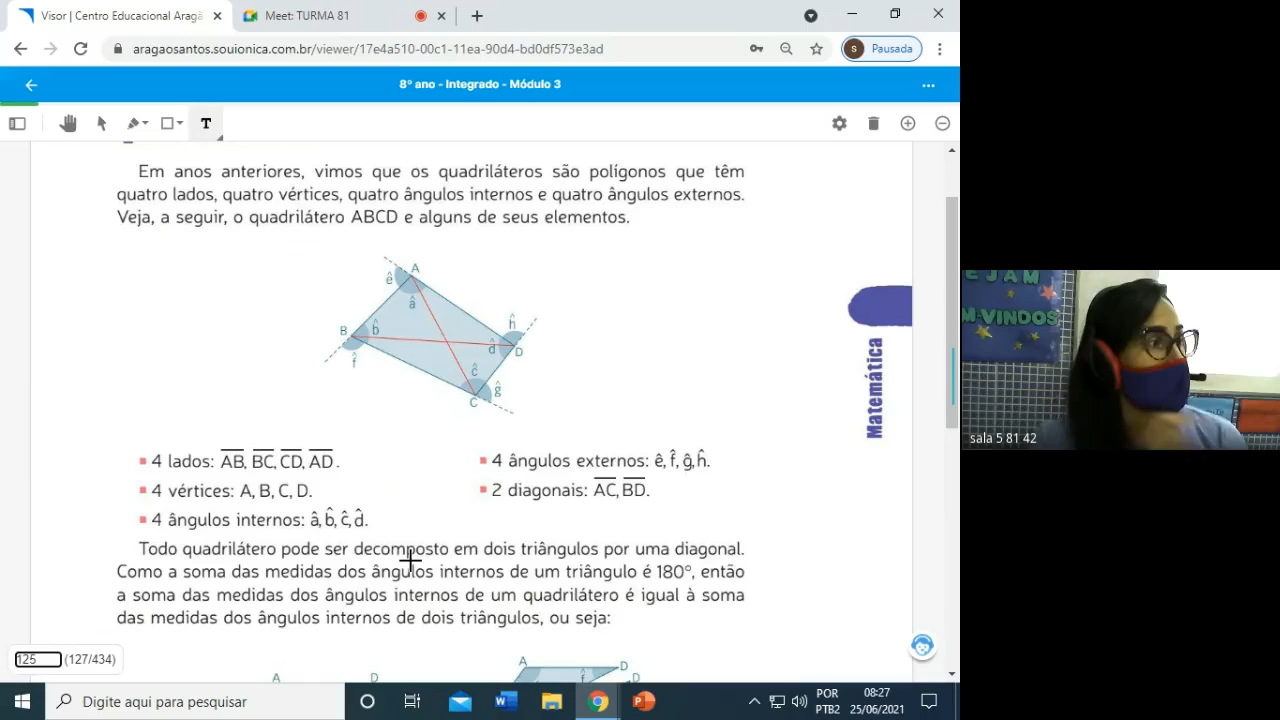 Visor | Centro Educacional Aragã
Meet: TURMA 81
aragaosantos.souionica.com.br/viewer/17e4a510-00c1-11ea-90d4-bd0df573e3ad
S
Pausada
8º ano - Integrado - Módulo 3
T
Em anos anteriores, vimos que os quadriláteros são polígonos que têm
quatro lados, quatro vértices, quatro ângulos internos e quatro ângulos externos.
Veja, a seguir, o quadrilátero ABCD e alguns de seus elementos.
A
ê
â
B
b̂
f̂
ĥ
d̂
D
ĉ
ĝ
C
Matemática
4 lados: AB, BC, CD, AD.
4 ângulos externos: ê, f̂, ĝ, ĥ.
4 vértices: A, B, C, D.
2 diagonais: AC, BD.
4 ângulos internos: â, b̂, ĉ, d̂.
Todo quadrilátero pode ser decomposto em dois triângulos por uma diagonal.
Como a soma das medidas dos ângulos internos de um triângulo é 180°, então
a soma das medidas dos ângulos internos de um quadrilátero é igual à soma
das medidas dos ângulos internos de dois triângulos, ou seja:
A
D
A
D
f̂
D
125 (127/434)
Digite aqui para pesquisar
POR
PTB2
08:27
25/06/2021
EJAM
M-VINDOS
sala 5 81 42